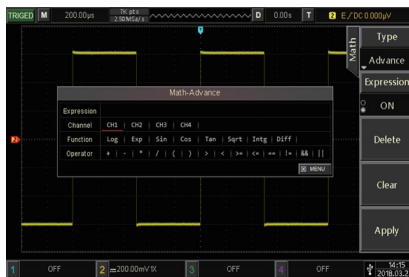 TRIGED M 200.00μs 7K pts 2.50MSa/s D 0.00s T 2 E/DC 0.000μV
Math
Type
Advance
Expression
ON
Delete
Clear
Apply
Math-Advance
Expression
Channel CH1 | CH2 | CH3 | CH4 |
Function Log | Exp | Sin | Cos | Tan | Sqrt | Intg | Diff |
Operator + | - | * | / | ( | ) | > | < | >= | <= | == | != | && | ||
MENU
1 OFF 2 200.00mV 1X 3 OFF 4 OFF
14:15
2018.03.2